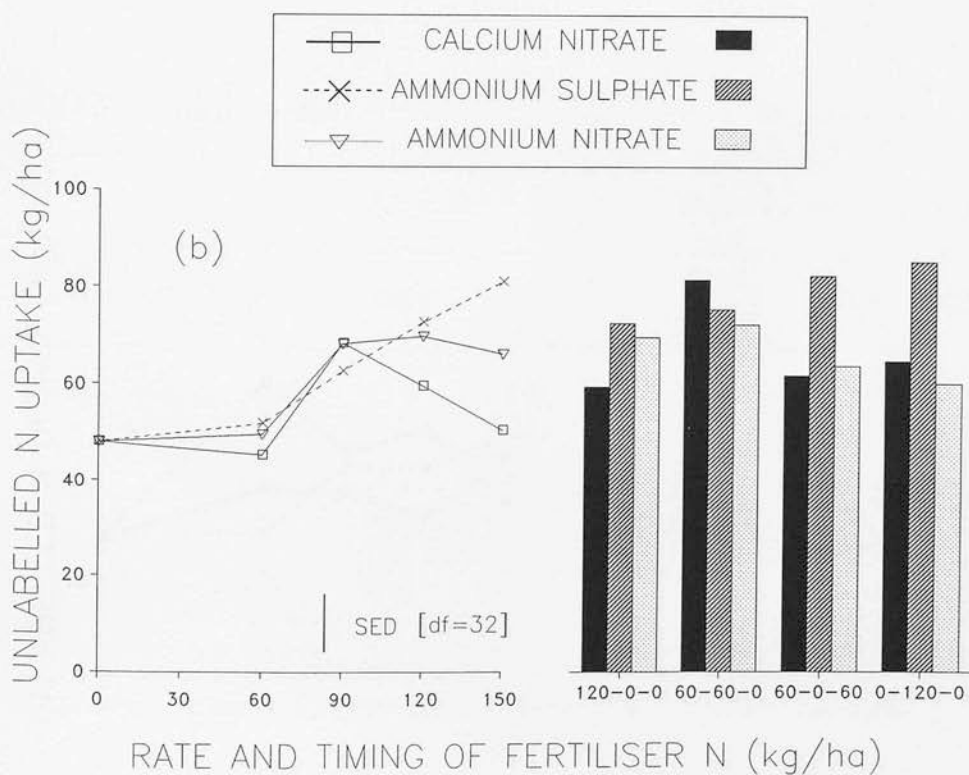 CALCIUM NITRATE
AMMONIUM SULPHATE
AMMONIUM NITRATE
UNLABELLED N UPTAKE (kg/ha)
100
80
60
40
20
0
(b)
SED [df=32]
0 30 60 90 120 150
120-0-0 60-60-0 60-0-60 0-120-0
RATE AND TIMING OF FERTILISER N (kg/ha)